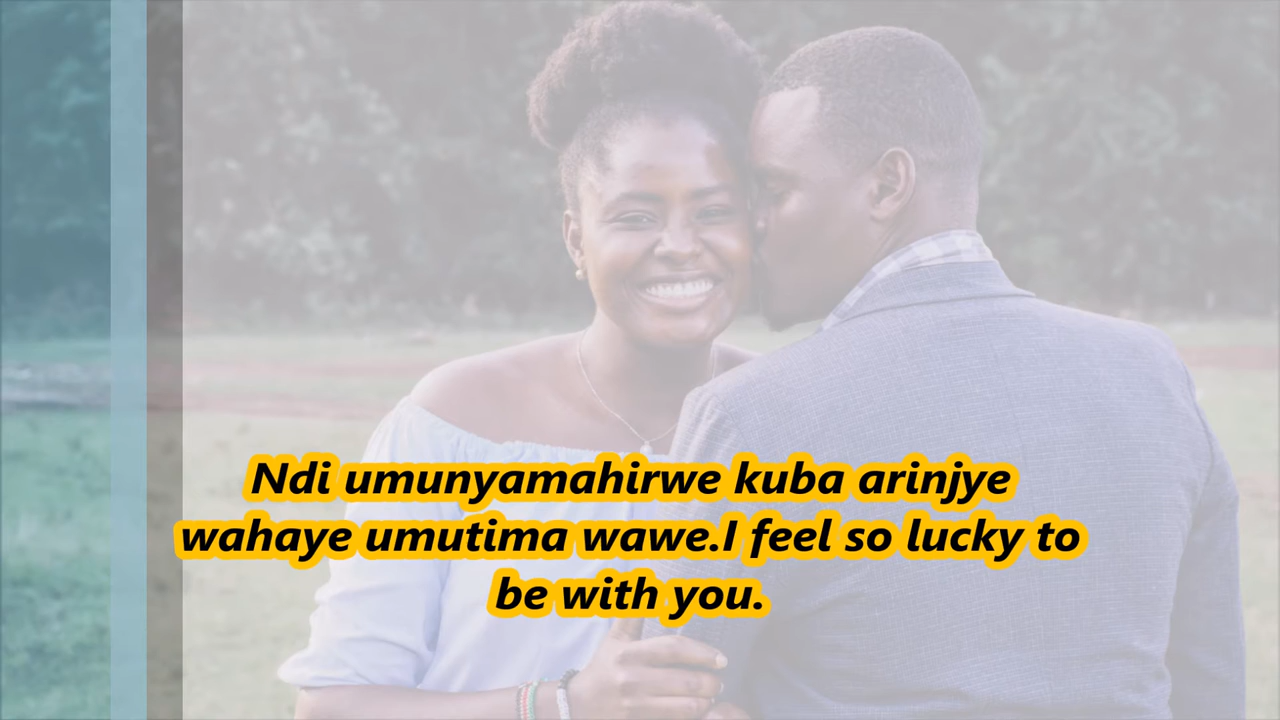 Ndi umunyamahirwe kuba arinjye
wahaye umutima wawe.I feel so lucky to
be with you.